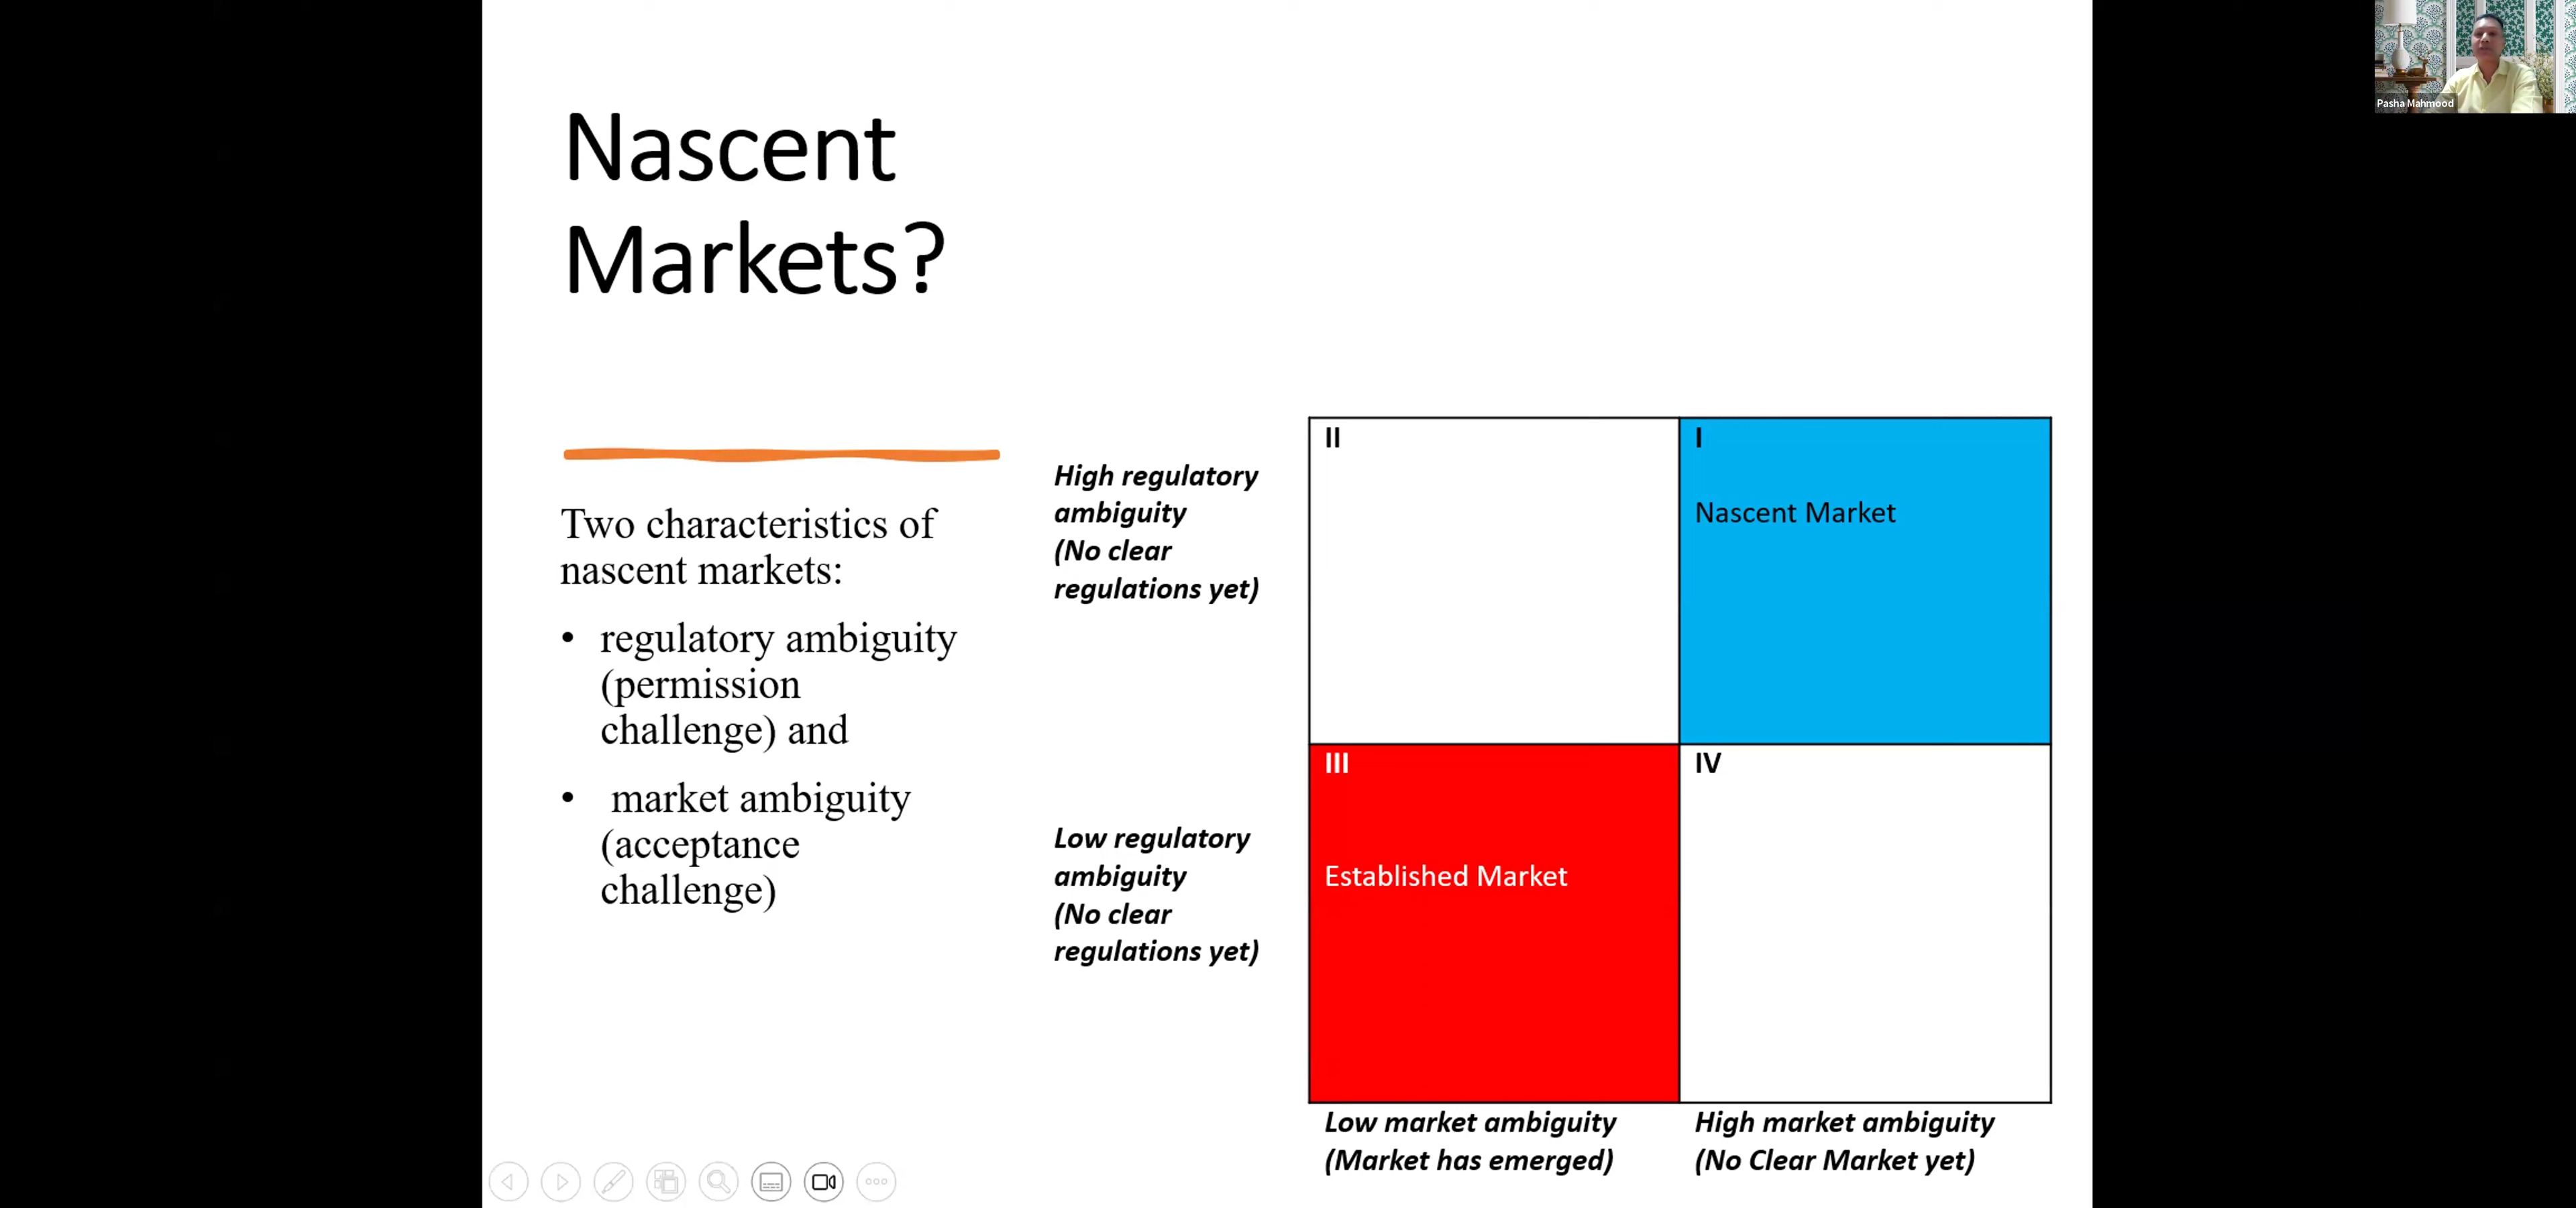 Pasha Mahmood
Nascent
Markets?
Two characteristics of
nascent markets:
• regulatory ambiguity
(permission
challenge) and
• market ambiguity
(acceptance
challenge)
High regulatory
ambiguity
(No clear
regulations yet)
II
I
Nascent Market
Low regulatory
ambiguity
(No clear
regulations yet)
III
Established Market
IV
Low market ambiguity
(Market has emerged)
High market ambiguity
(No Clear Market yet)